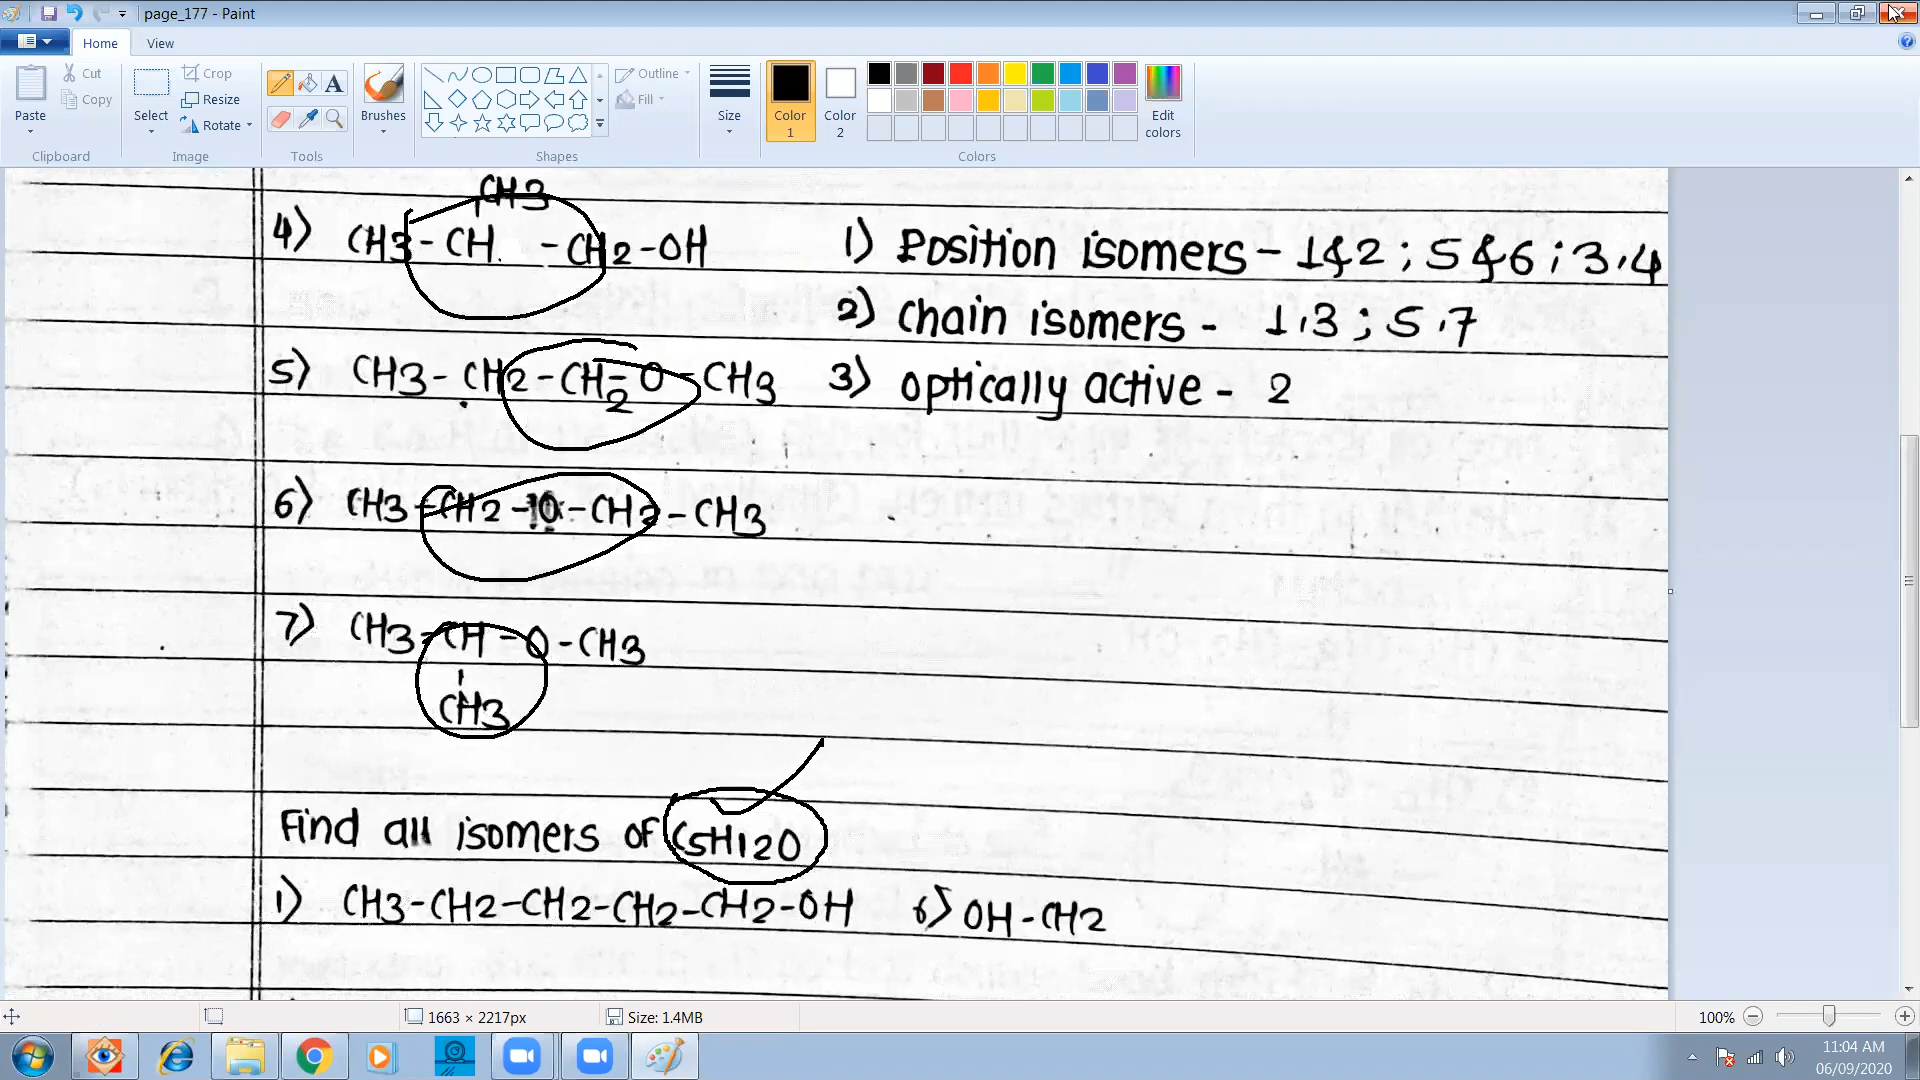 page_177 - Paint
Home View
Cut
Copy
Paste
Clipboard
Crop
Resize
Rotate
Select
Image
Tools
Brushes
Outline
Fill
Shapes
Size
Color 1
Color 2
Edit colors
Colors
CH3
4) CH3-CH -CH2-OH
1) Position isomers - 1&2 ; 5&6 ; 3,4
2) chain isomers - 1,3 ; 5,7
5) CH3-CH2-CH2-O-CH3
3) optically active - 2
6) CH3-CH2-O-CH2-CH3
7) CH3-CH-O-CH3
CH3
Find all isomers of C5H12O
1) CH3-CH2-CH2-CH2-CH2-OH 6) OH-CH2
1663 × 2217px
Size: 1.4MB
100%
11:04 AM
06/09/2020